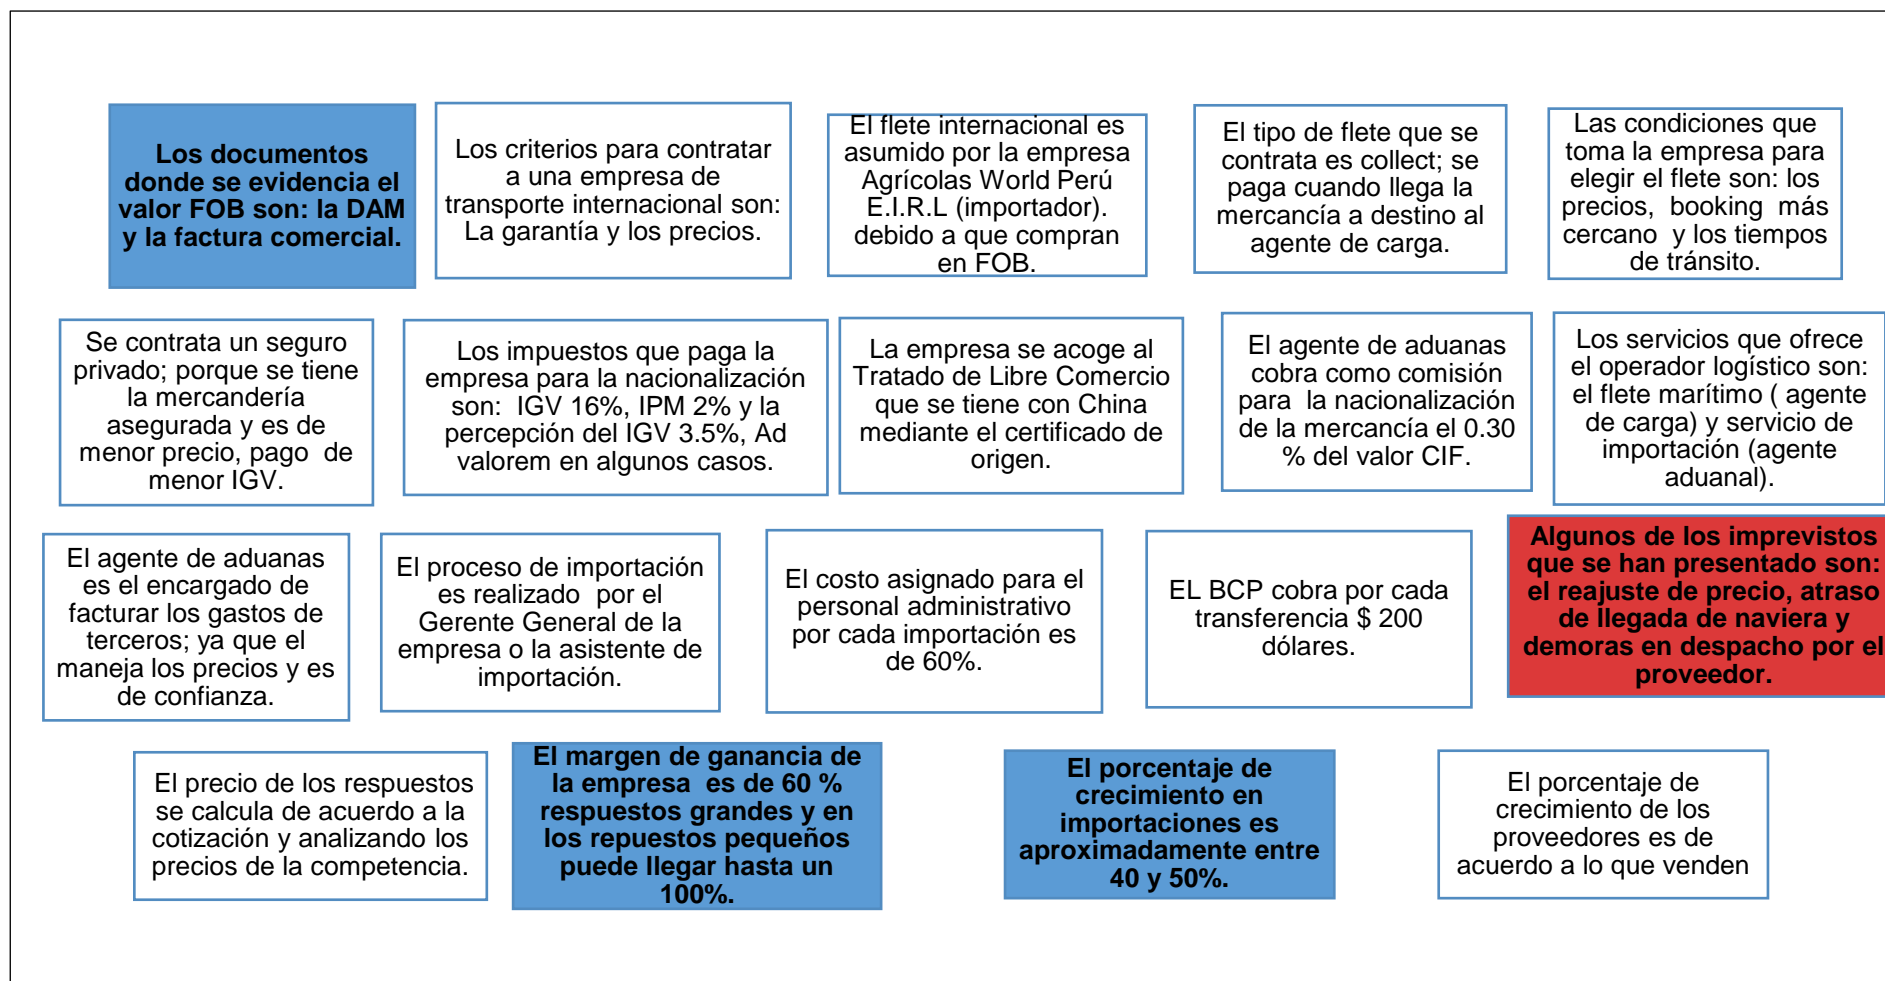 Los documentos
donde se evidencia el
valor FOB son: la DAM
y la factura comercial.
Los criterios para contratar
a una empresa de
transporte internacional son:
La garantía y los precios.
El flete internacional es
asumido por la empresa
Agrícolas World Perú
E.I.R.L (importador).
debido a que compran
en FOB.
El tipo de flete que se
contrata es collect; se
paga cuando llega la
mercancía a destino al
agente de carga.
Las condiciones que
toma la empresa para
elegir el flete son: los
precios, booking más
cercano y los tiempos
de tránsito.
Se contrata un seguro
privado; porque se tiene
la mercandería
asegurada y es de
menor precio, pago de
menor IGV.
Los impuestos que paga la
empresa para la nacionalización
son: IGV 16%, IPM 2% y la
percepción del IGV 3.5%, Ad
valorem en algunos casos.
La empresa se acoge al
Tratado de Libre Comercio
que se tiene con China
mediante el certificado de
origen.
El agente de aduanas
cobra como comisión
para la nacionalización
de la mercancía el 0.30
% del valor CIF.
Los servicios que ofrece
el operador logístico son:
el flete marítimo ( agente
de carga) y servicio de
importación (agente
aduanal).
El agente de aduanas
es el encargado de
facturar los gastos de
terceros; ya que el
maneja los precios y es
de confianza.
El proceso de importación
es realizado por el
Gerente General de la
empresa o la asistente de
importación.
El costo asignado para el
personal administrativo
por cada importación es
de 60%.
EL BCP cobra por cada
transferencia $ 200
dólares.
Algunos de los imprevistos
que se han presentado son:
el reajuste de precio, atraso
de llegada de naviera y
demoras en despacho por el
proveedor.
El precio de los respuestos
se calcula de acuerdo a la
cotización y analizando los
precios de la competencia.
El margen de ganancia de
la empresa es de 60 %
respuestos grandes y en
los repuestos pequeños
puede llegar hasta un
100%.
El porcentaje de
crecimiento en
importaciones es
aproximadamente entre
40 y 50%.
El porcentaje de
crecimiento de los
proveedores es de
acuerdo a lo que venden